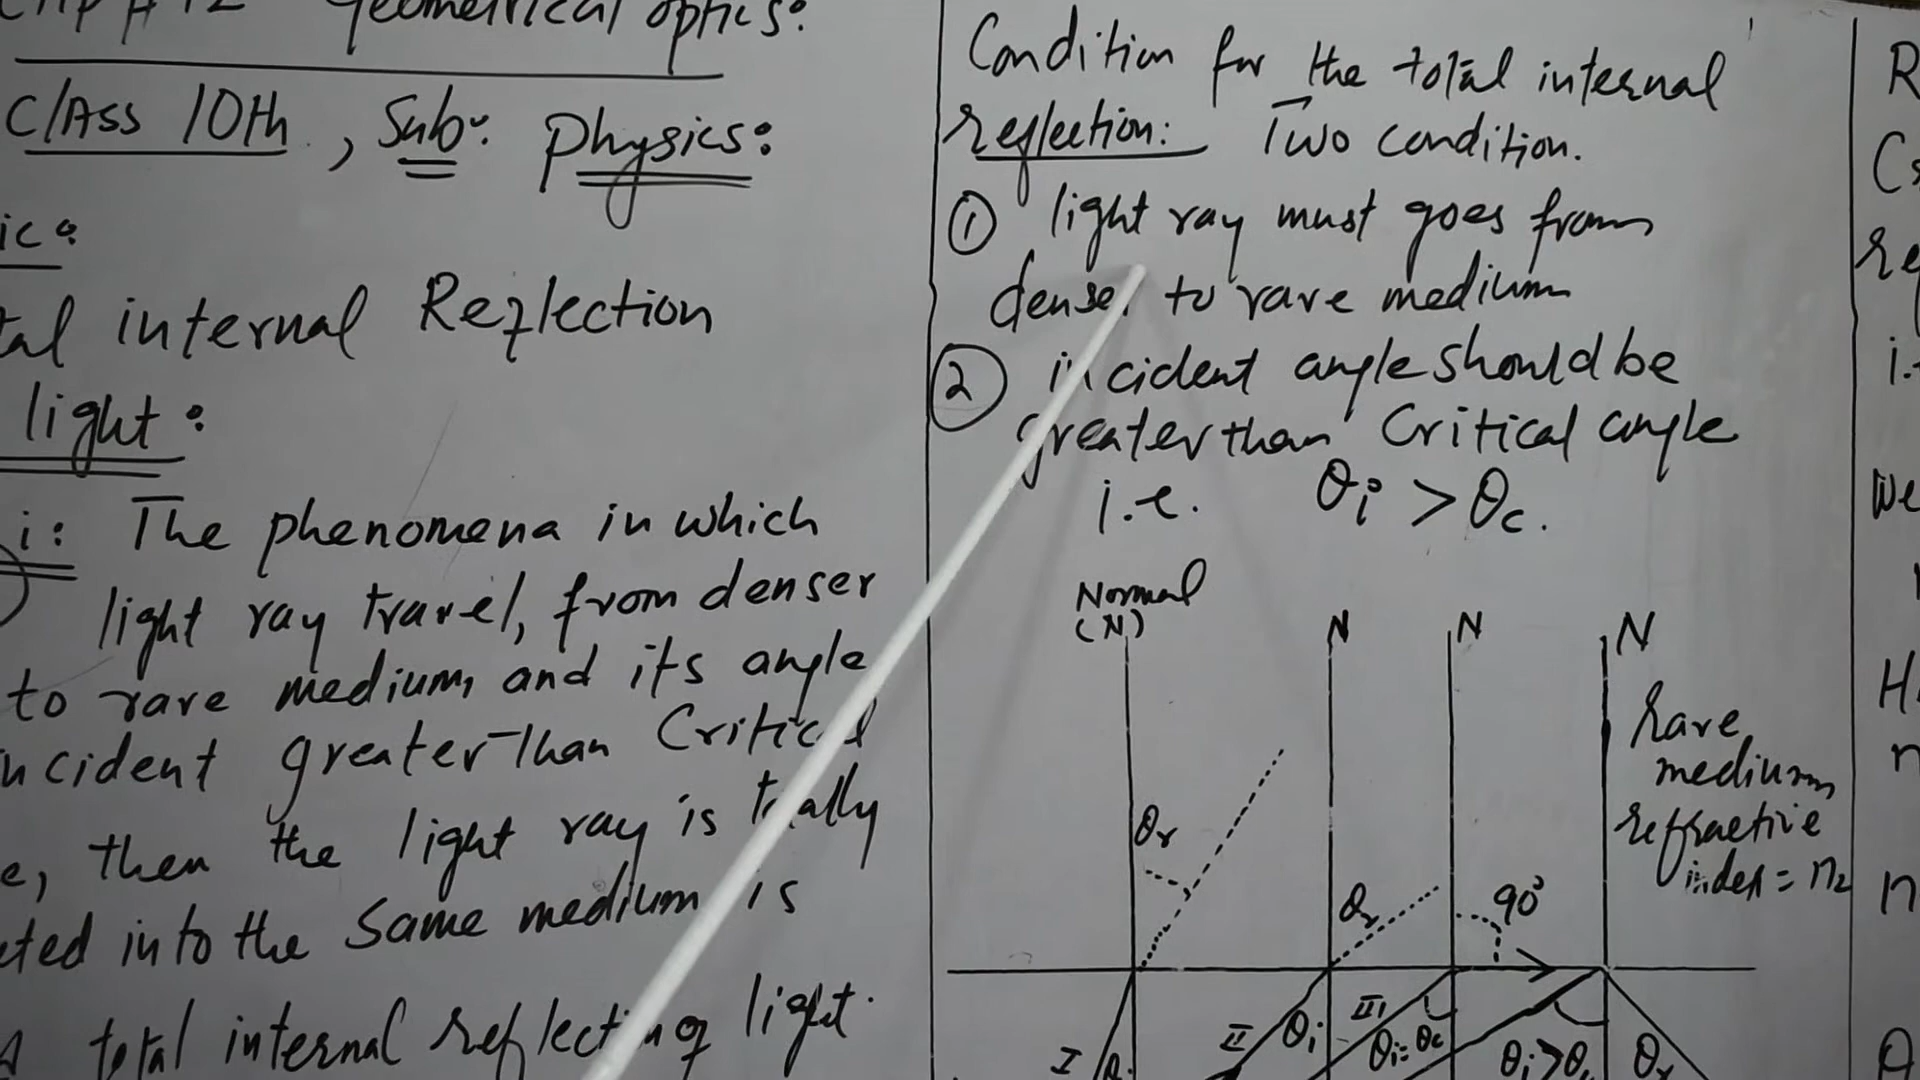 Geometrical optics:
Class 10th, Sub: Physics:
internal Reflection
light:
The phenomena in which
light ray travel, from denser
to rare medium, and its angle
greater than Critical
then the light ray is totally
into the Same medium is
total internal reflecting of light.
Condition for the total internal
reflection: Two condition.
① light ray must goes from
dense to rare medium
② incident angle should be
greater than Critical angle
i.e. θi > θc.
Normal
(N) N N N
rare
medium
refractive
index = n2
θr
θr 90°
I II θi III θi = θc θi > θc θr